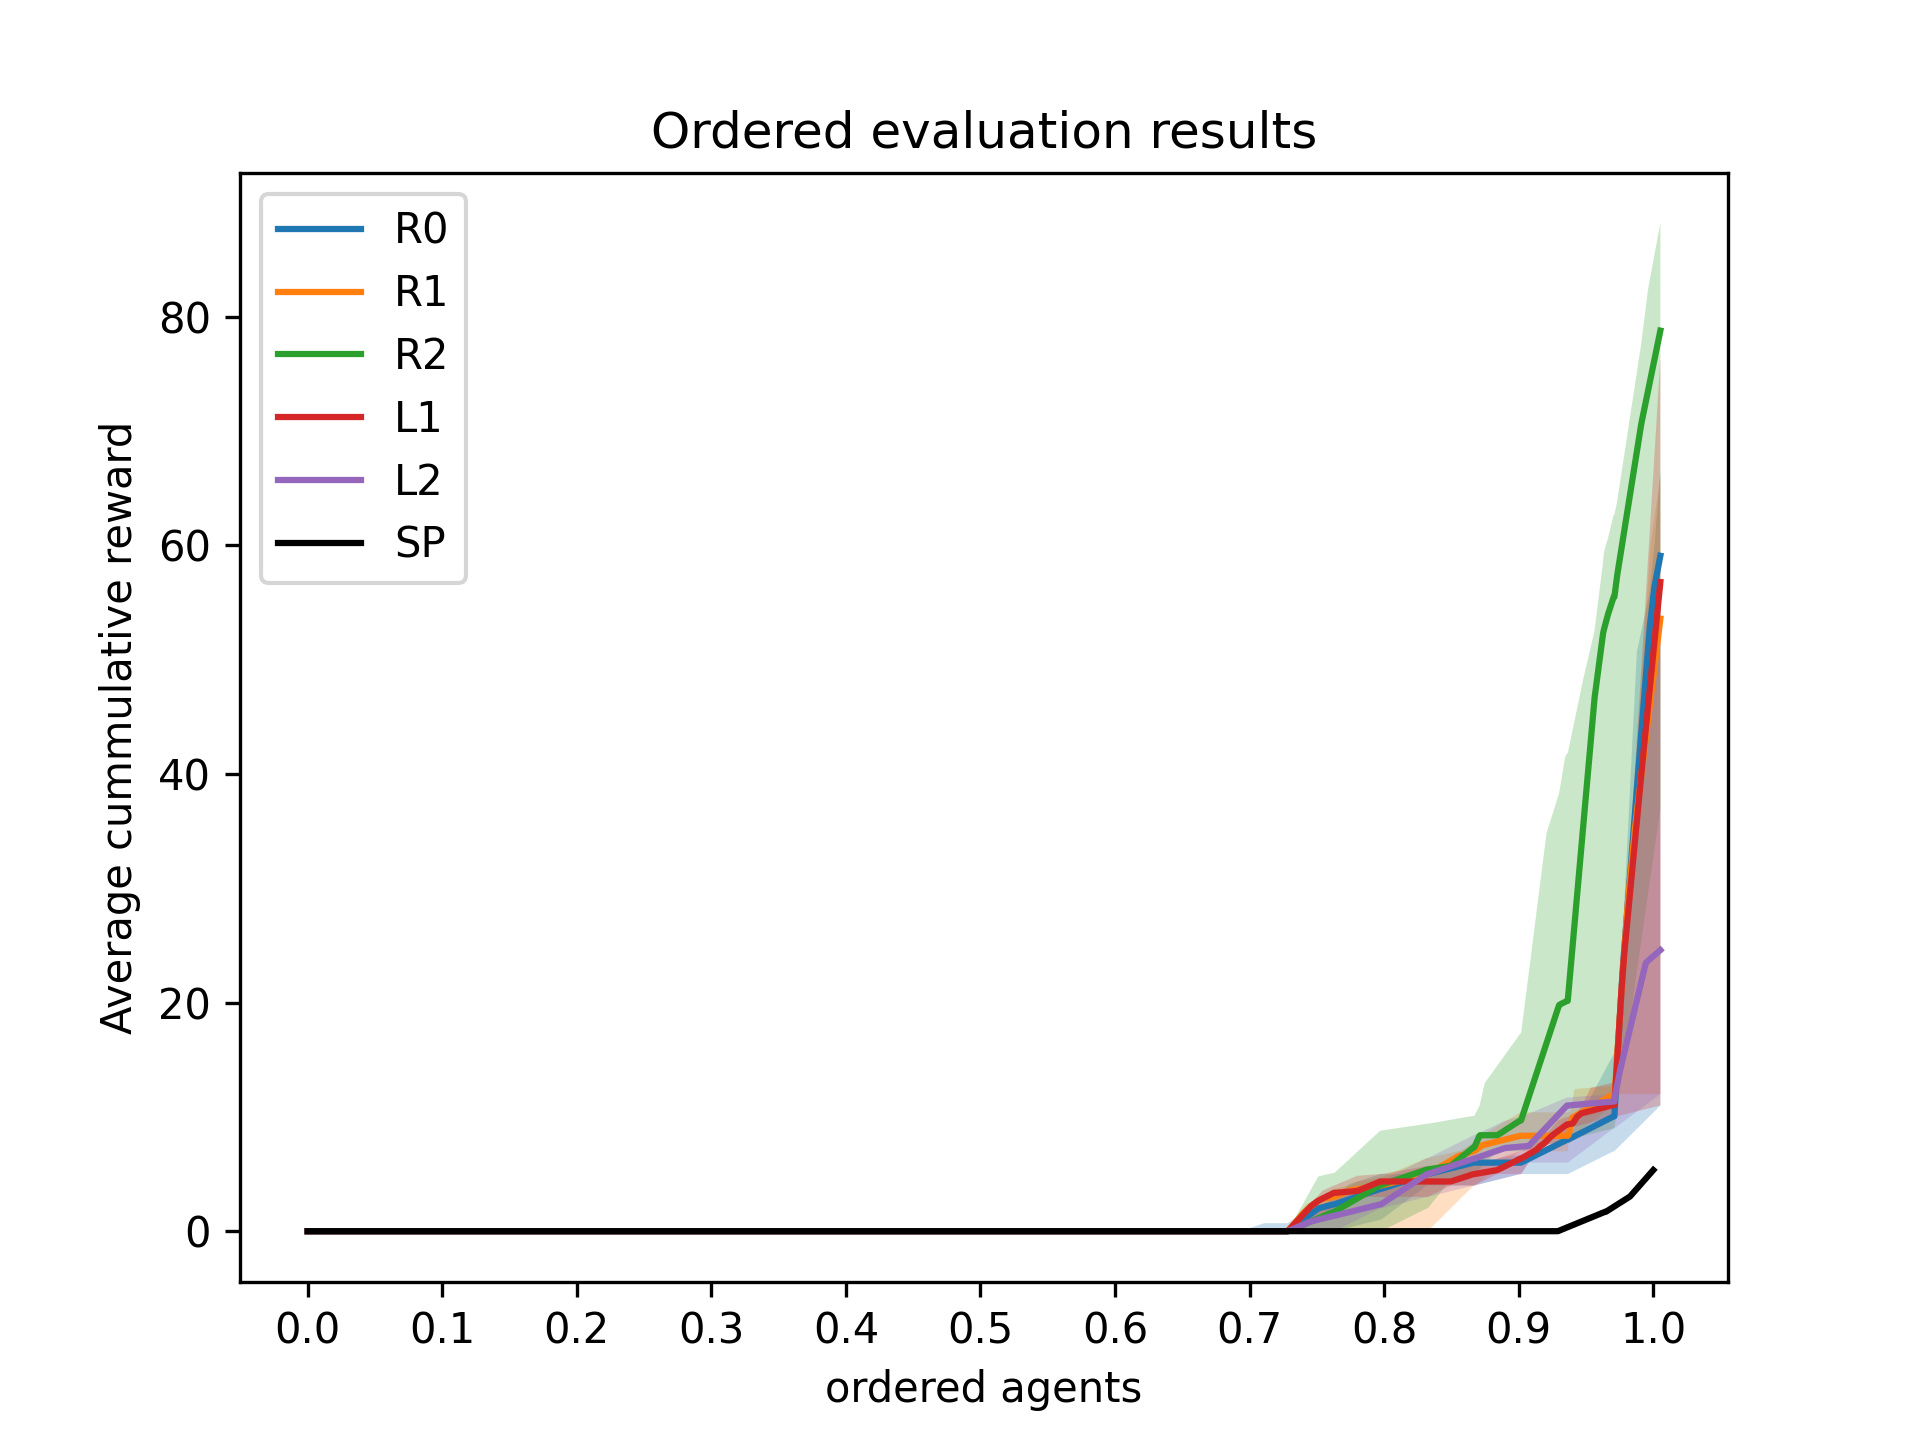 Ordered evaluation results
R0
R1
R2
L1
L2
SP
80
60
40
20
0
Average cummulative reward
0.0 0.1 0.2 0.3 0.4 0.5 0.6 0.7 0.8 0.9 1.0
ordered agents